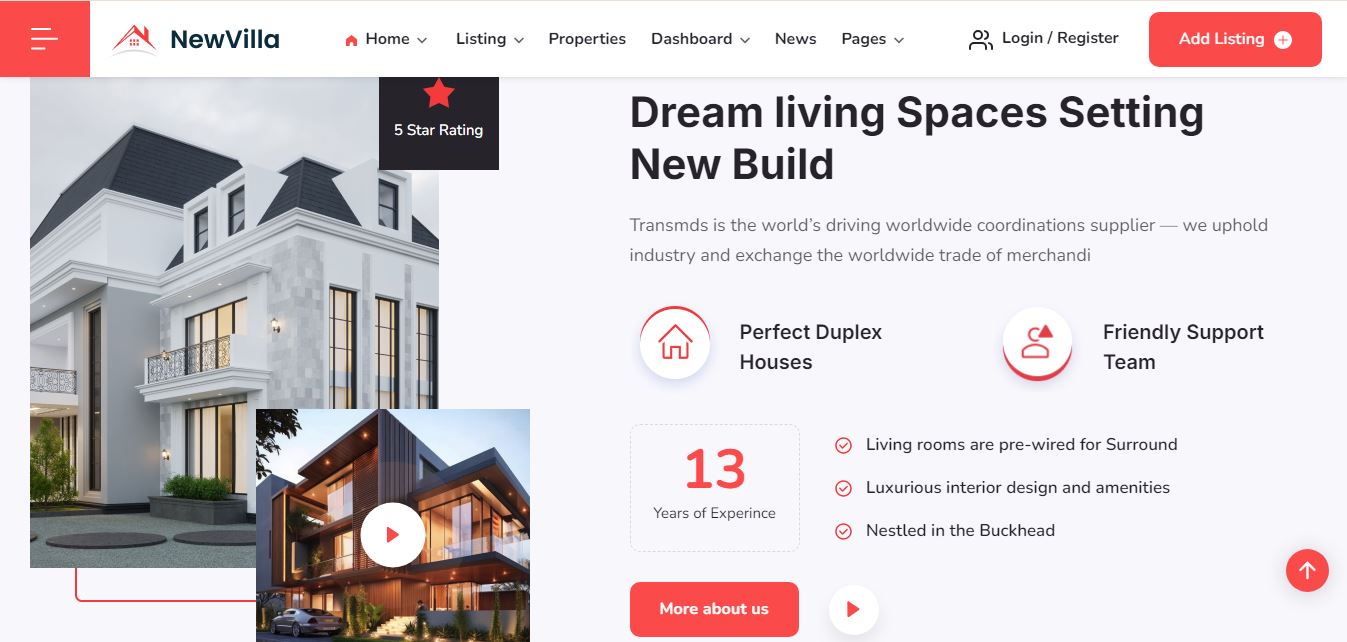 NewVilla
Home
Listing
Properties
Dashboard
News
Pages
Login / Register
Add Listing
5 Star Rating
Dream living Spaces Setting
New Build
Transmds is the world’s driving worldwide coordinations supplier — we uphold
industry and exchange the worldwide trade of merchandi
Perfect Duplex
Houses
Friendly Support
Team
13
Years of Experince
Living rooms are pre-wired for Surround
Luxurious interior design and amenities
Nestled in the Buckhead
More about us